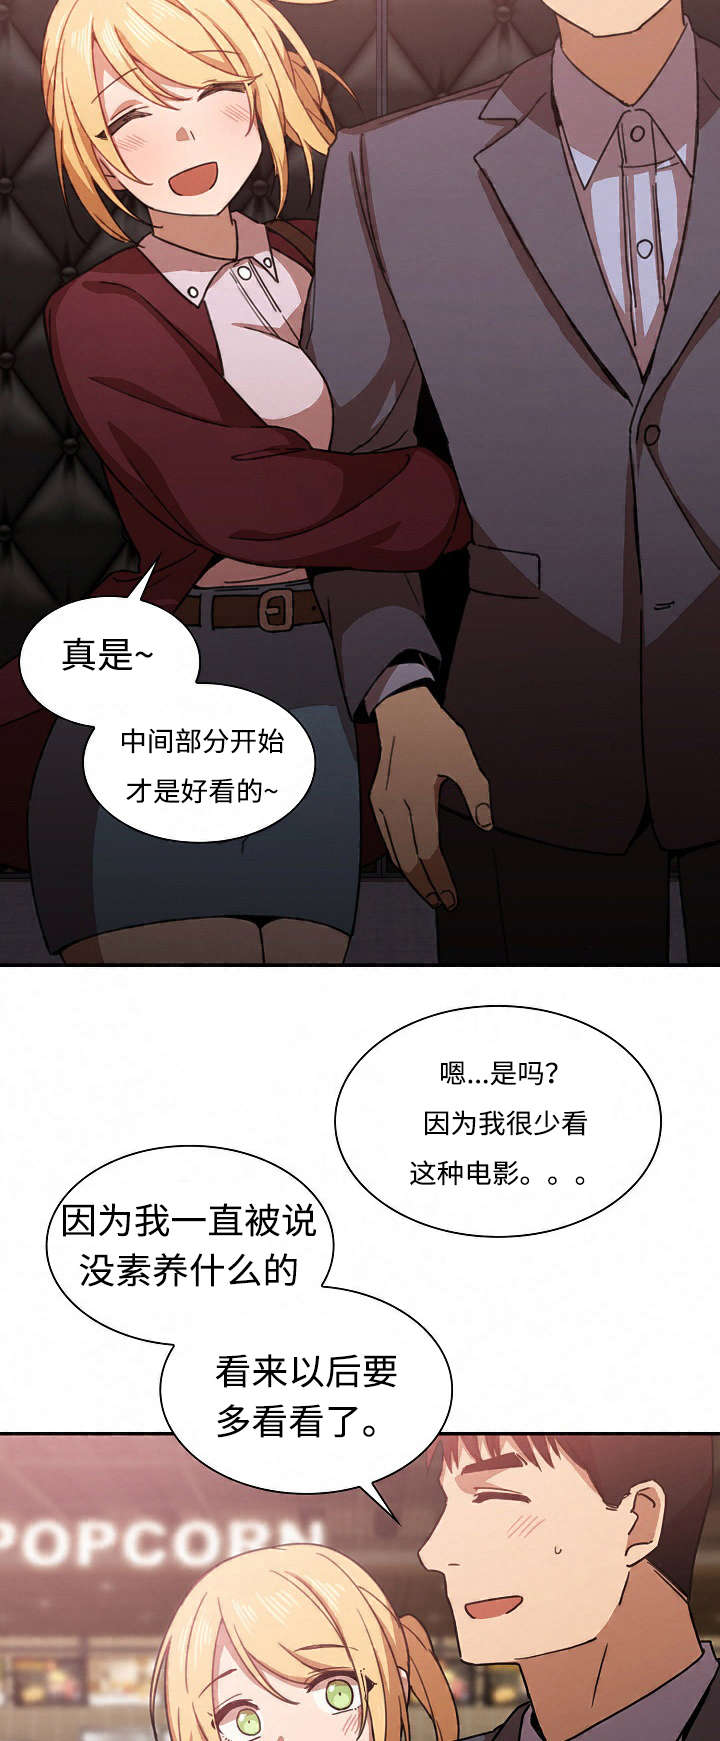 真是~
中间部分开始
才是好看的~
嗯...是吗?
因为我很少看
这种电影。。。
因为我一直被说
没素养什么的
看来以后要
多看看了。
POPCORN